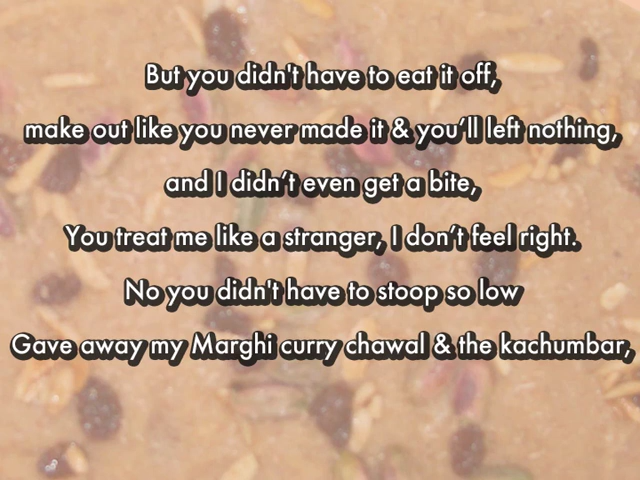 But you didn't have to eat it off,
make out like you never made it & you'll left nothing,
and I didn't even get a bite,
You treat me like a stranger, I don't feel right.
No you didn't have to stoop so low
Gave away my Marghi curry chawal & the kachumbar,